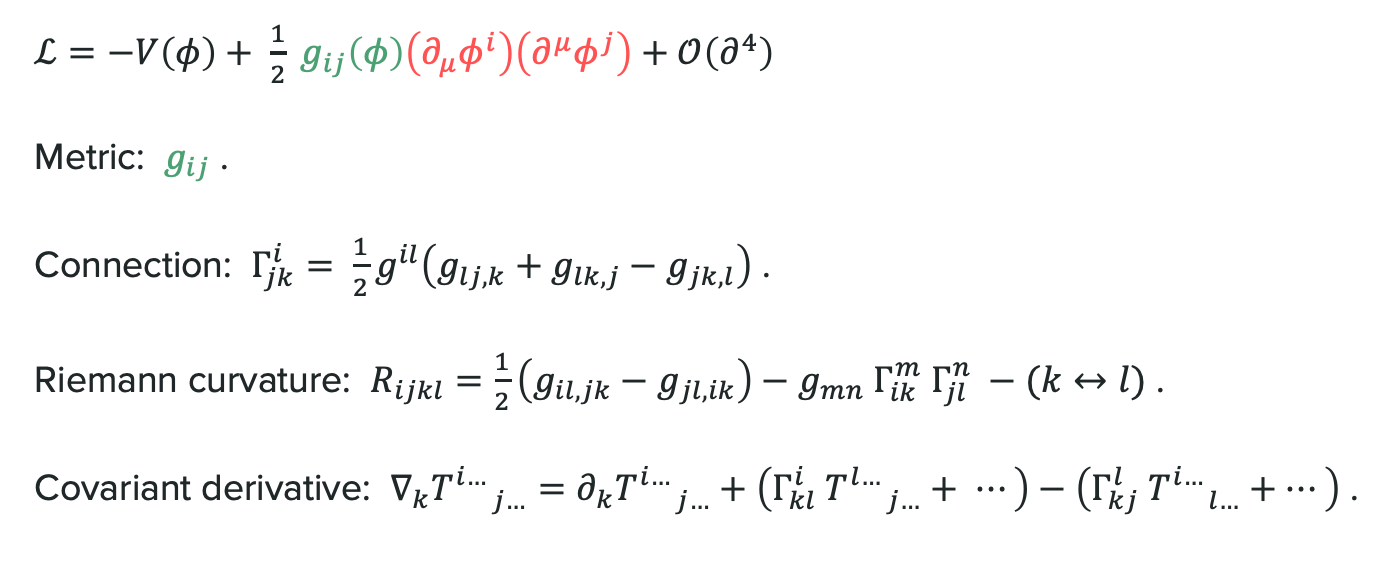 ℒ = −V(ϕ) + ½ g_{ij}(ϕ)(∂_μϕ^i)(∂^μϕ^j) + 𝒪(∂⁴)
Metric: g_{ij} .
Connection: Γ^i_{jk} = ½ g^{il}(g_{lj,k} + g_{lk,j} − g_{jk,l}) .
Riemann curvature: R_{ijkl} = ½ (g_{il,jk} − g_{jl,ik}) − g_{mn} Γ^m_{ik} Γ^n_{jl} − (k ↔ l) .
Covariant derivative: ∇_k T^{i…}_{j…} = ∂_k T^{i…}_{j…} + (Γ^i_{kl} T^{l…}_{j…} + ⋯) − (Γ^l_{kj} T^{i…}_{l…} + ⋯) .